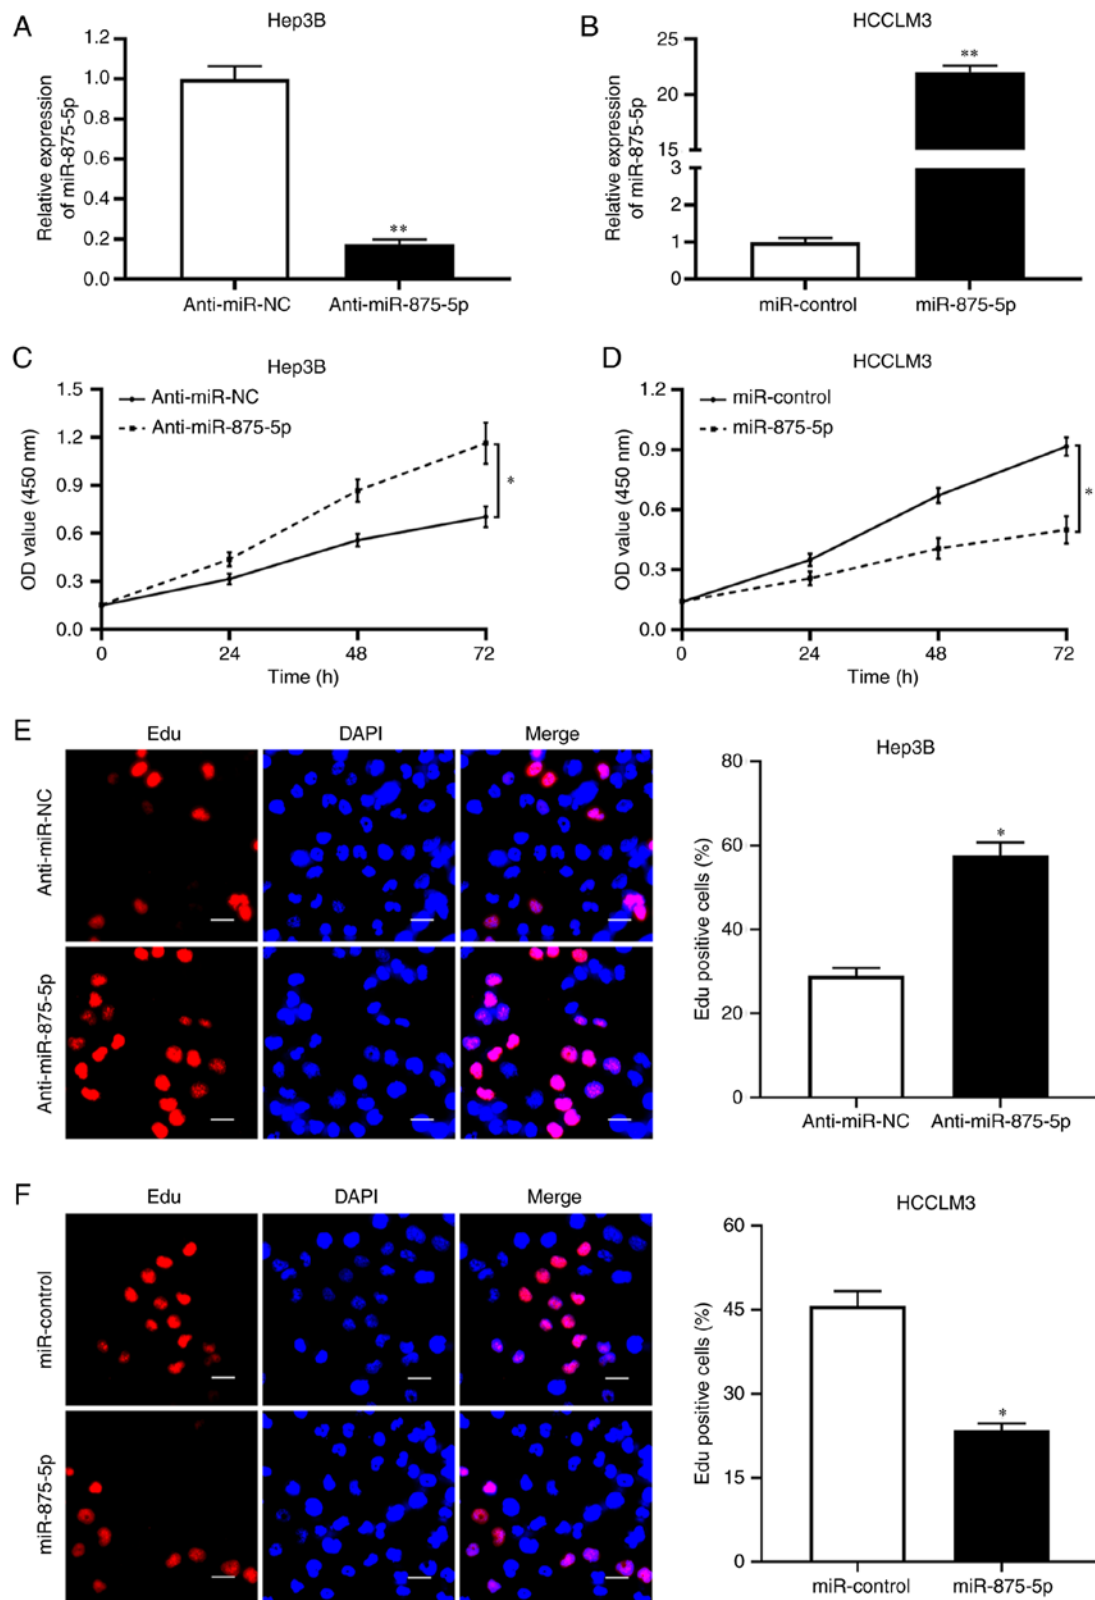 A
Hep3B
Relative expression
of miR-875-5p
1.2
1.0
0.8
0.6
0.4
0.2
0.0
**
Anti-miR-NC
Anti-miR-875-5p
B
HCCLM3
Relative expression
of miR-875-5p
25
20
15
3
2
1
0
**
miR-control
miR-875-5p
C
Hep3B
OD value (450 nm)
1.5
1.2
0.9
0.6
0.3
0.0
Anti-miR-NC
Anti-miR-875-5p
*
0
24
48
72
Time (h)
D
HCCLM3
OD value (450 nm)
1.2
0.9
0.6
0.3
0.0
miR-control
miR-875-5p
*
0
24
48
72
Time (h)
E
Edu
DAPI
Merge
Anti-miR-NC
Anti-miR-875-5p
Hep3B
Edu positive cells (%)
80
60
40
20
0
*
Anti-miR-NC
Anti-miR-875-5p
F
Edu
DAPI
Merge
miR-control
miR-875-5p
HCCLM3
Edu positive cells (%)
60
45
30
15
0
*
miR-control
miR-875-5p